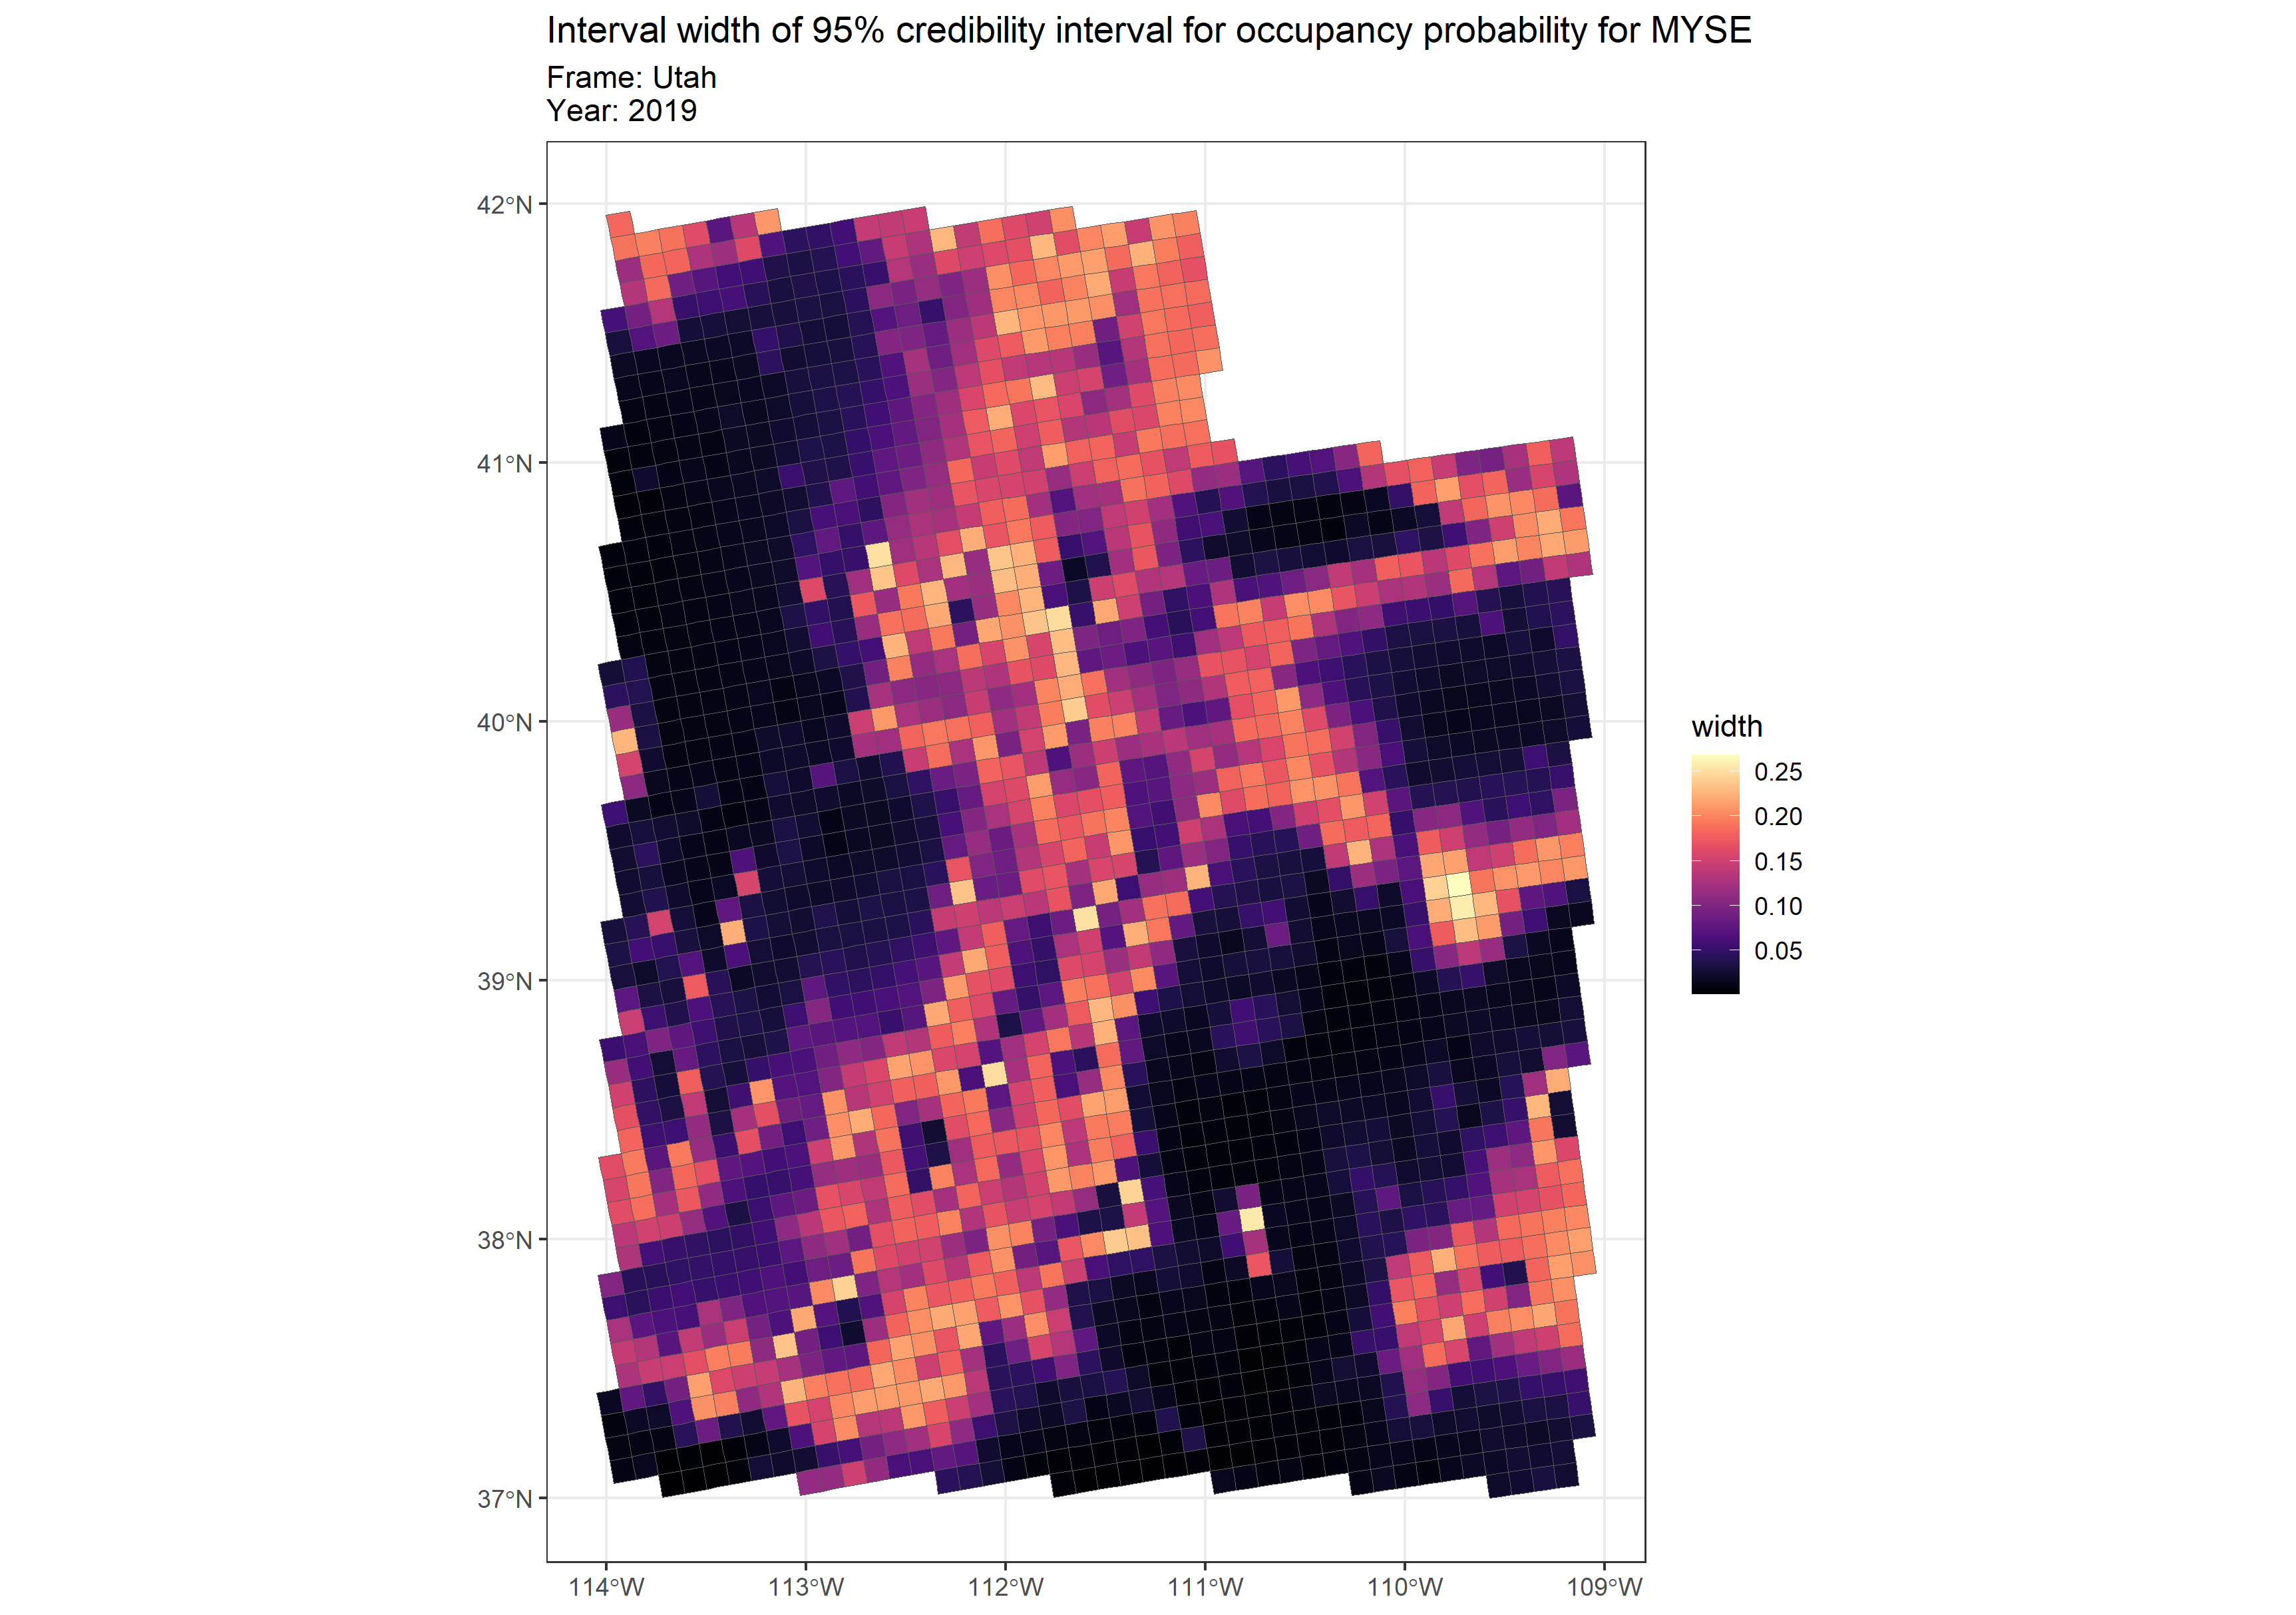 Interval width of 95% credibility interval for occupancy probability for MYSE
Frame: Utah
Year: 2019
42°N
41°N
40°N
39°N
38°N
37°N
114°W
113°W
112°W
111°W
110°W
109°W
width
0.25
0.20
0.15
0.10
0.05